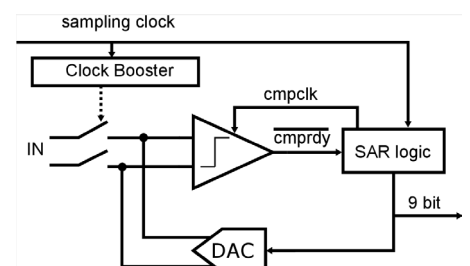 sampling clock
Clock Booster
cmpclk
IN
cmprdy
SAR logic
9 bit
DAC